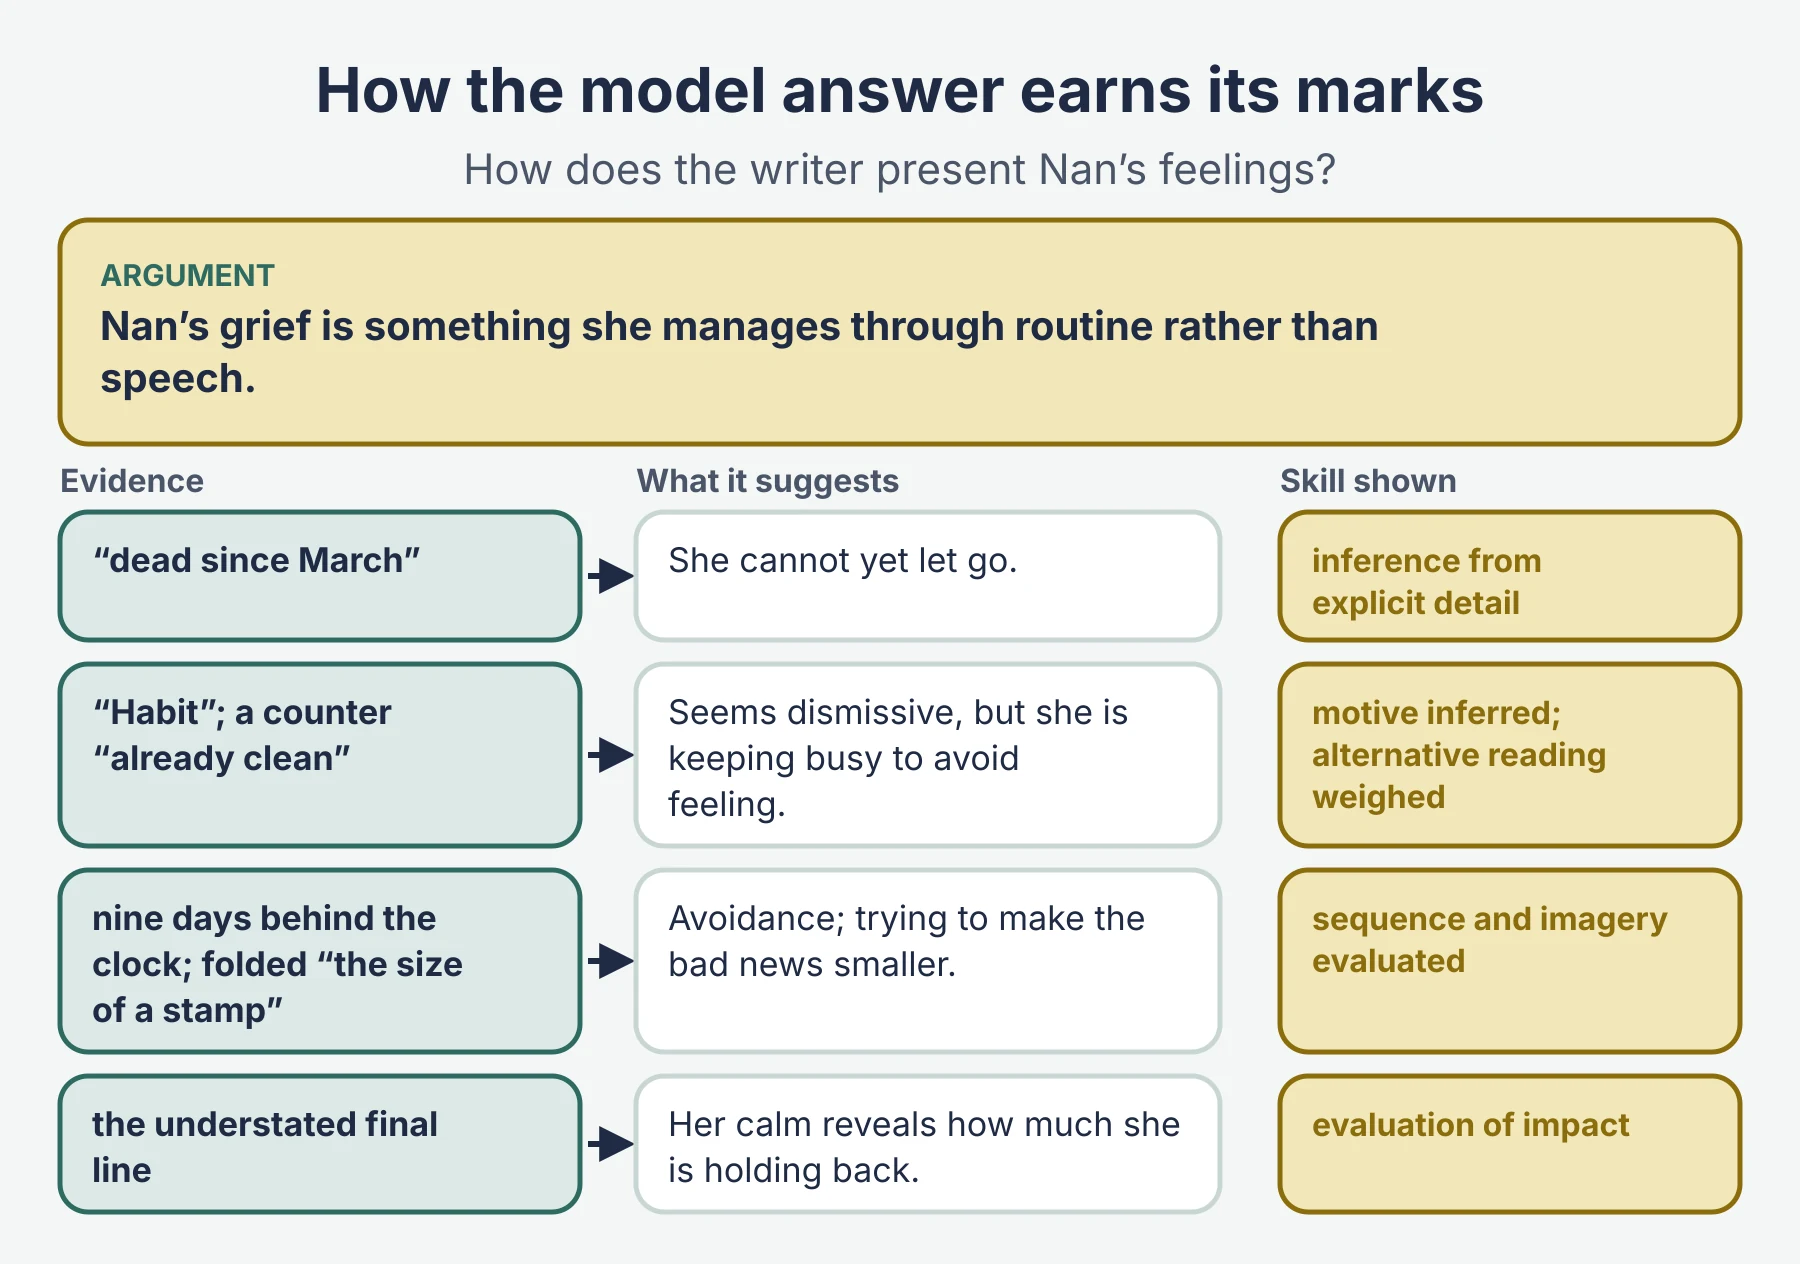 How the model answer earns its marks
How does the writer present Nan’s feelings?
ARGUMENT
Nan’s grief is something she manages through routine rather than
speech.
Evidence
What it suggests
Skill shown
“dead since March”
She cannot yet let go.
inference from
explicit detail
“Habit”; a counter
“already clean”
Seems dismissive, but she is
keeping busy to avoid
feeling.
motive inferred;
alternative reading
weighed
nine days behind the
clock; folded “the size
of a stamp”
Avoidance; trying to make the
bad news smaller.
sequence and imagery
evaluated
the understated final
line
Her calm reveals how much she
is holding back.
evaluation of impact